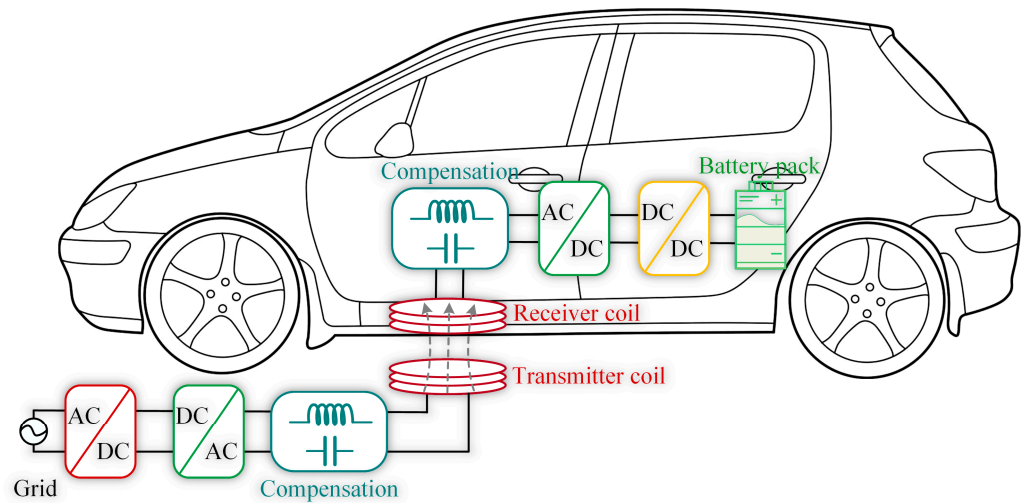 Compensation
Battery pack
AC
DC
DC
DC
Receiver coil
Transmitter coil
AC
DC
DC
AC
Grid
Compensation